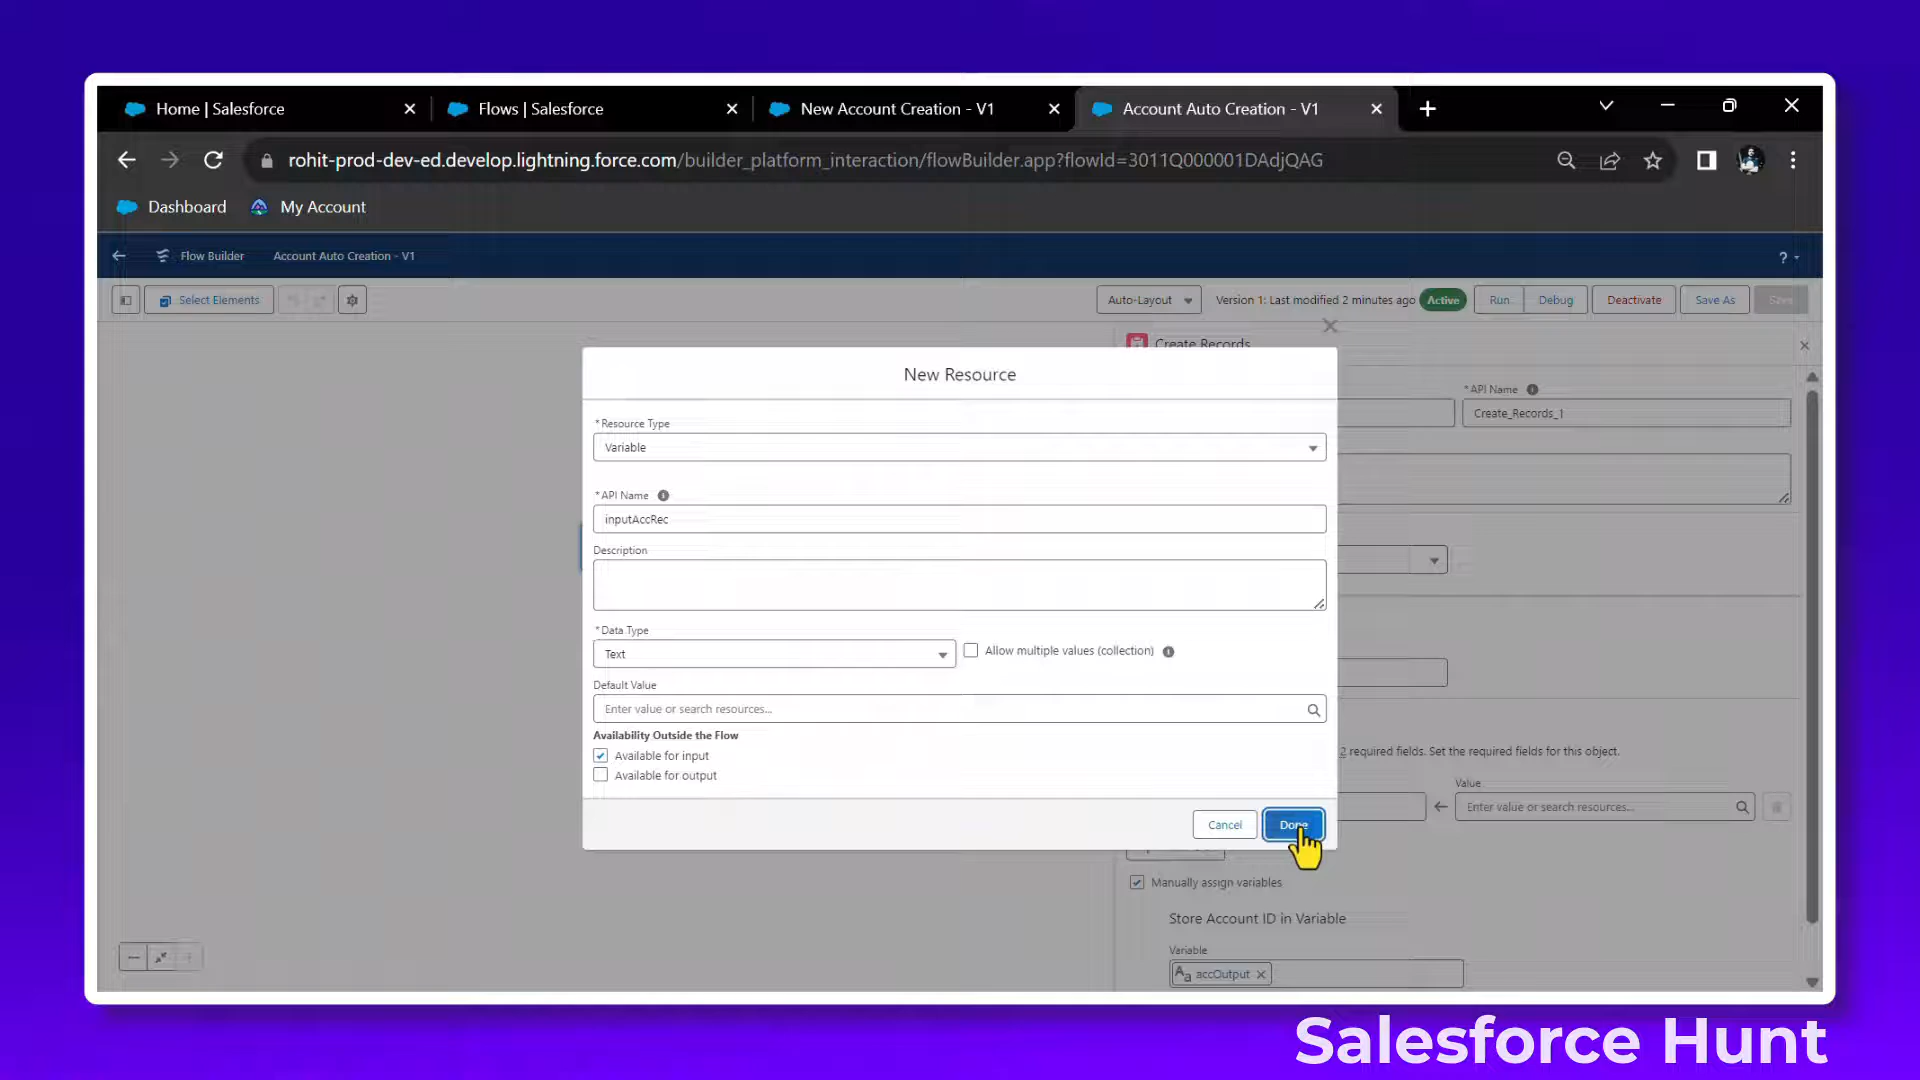 Home | Salesforce
Flows | Salesforce
New Account Creation - V1
Account Auto Creation - V1
rohit-prod-dev-ed.develop.lightning.force.com/builder_platform_interaction/flowBuilder.app?flowId=3011Q000001DAdjQAG
Dashboard
My Account
Flow Builder
Account Auto Creation - V1
?
Select Elements
Auto-Layout
Version 1: Last modified 2 minutes ago
Active
Run
Debug
Deactivate
Save As
Save
Create Records
New Resource
*API Name
Create_Records_1
*Resource Type
Variable
*API Name
inputAccRec
Description
*Data Type
Text
Allow multiple values (collection)
Default Value
Enter value or search resources...
Availability Outside the Flow
Available for input
Available for output
Cancel
Done
2 required fields. Set the required fields for this object.
Value
Enter value or search resources...
Manually assign variables
Store Account ID in Variable
Variable
Aa accOutput
Salesforce Hunt